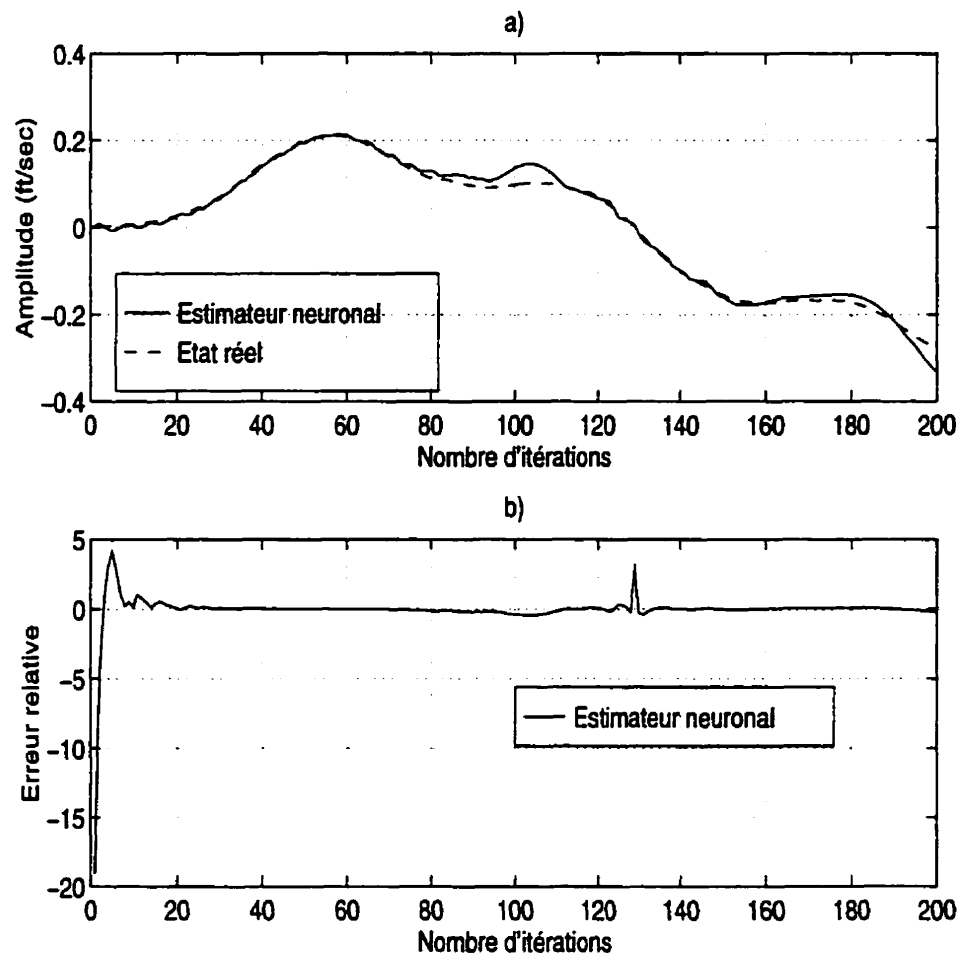 a)
0.4
0.2
0
−0.2
−0.4
Amplitude (ft/sec)
Estimateur neuronal
Etat réel
0 20 40 60 80 100 120 140 160 180 200
Nombre d'itérations
b)
5
0
−5
−10
−15
−20
Erreur relative
Estimateur neuronal
0 20 40 60 80 100 120 140 160 180 200
Nombre d'itérations